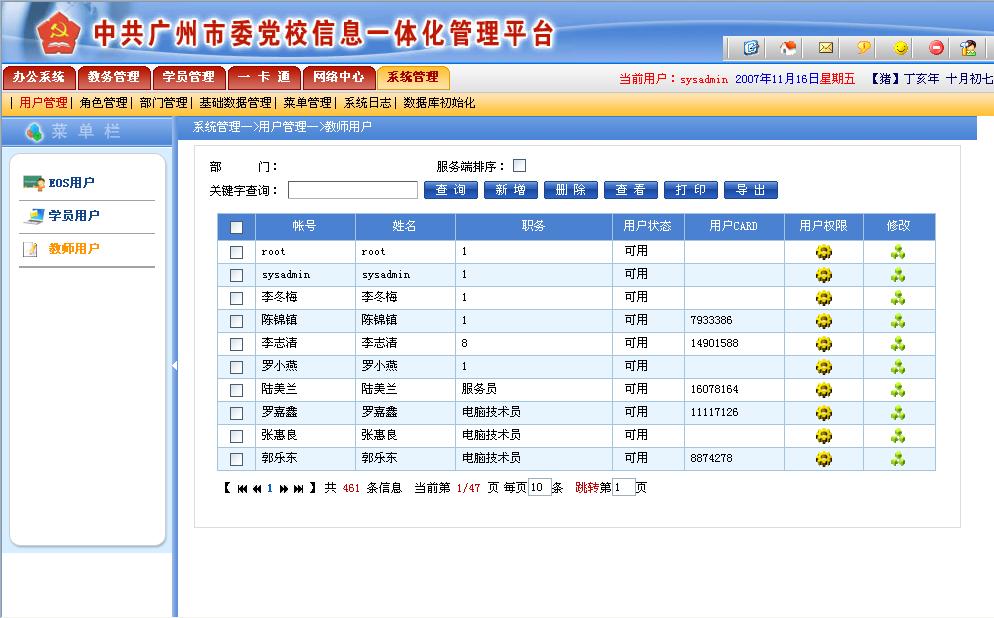 中共广州市委党校信息一体化管理平台
办公系统 教务管理 学员管理 一 卡 通 网络中心 系统管理
当前用户：sysadmin 2007年11月16日星期五 【猪】丁亥年 十月初七
| 用户管理| 角色管理| 部门管理| 基础数据管理| 菜单管理| 系统日志| 数据库初始化
菜 单 栏
EOS用户
学员用户
教师用户
系统管理—>用户管理—>教师用户
部 门： 服务端排序：
关键字查询： 查 询 新 增 删 除 查 看 打 印 导 出
帐号 姓名 职务 用户状态 用户CARD 用户权限 修改
root root 1 可用
sysadmin sysadmin 1 可用
李冬梅 李冬梅 1 可用
陈锦镇 陈锦镇 1 可用 7933386
李志清 李志清 8 可用 14901588
罗小燕 罗小燕 1 可用
陆美兰 陆美兰 服务员 可用 16078164
罗嘉鑫 罗嘉鑫 电脑技术员 可用 11117126
张惠良 张惠良 电脑技术员 可用
郭乐东 郭乐东 电脑技术员 可用 8874278
【 1 】 共 461 条信息 当前第 1/47 页 每页10条 跳转第1页